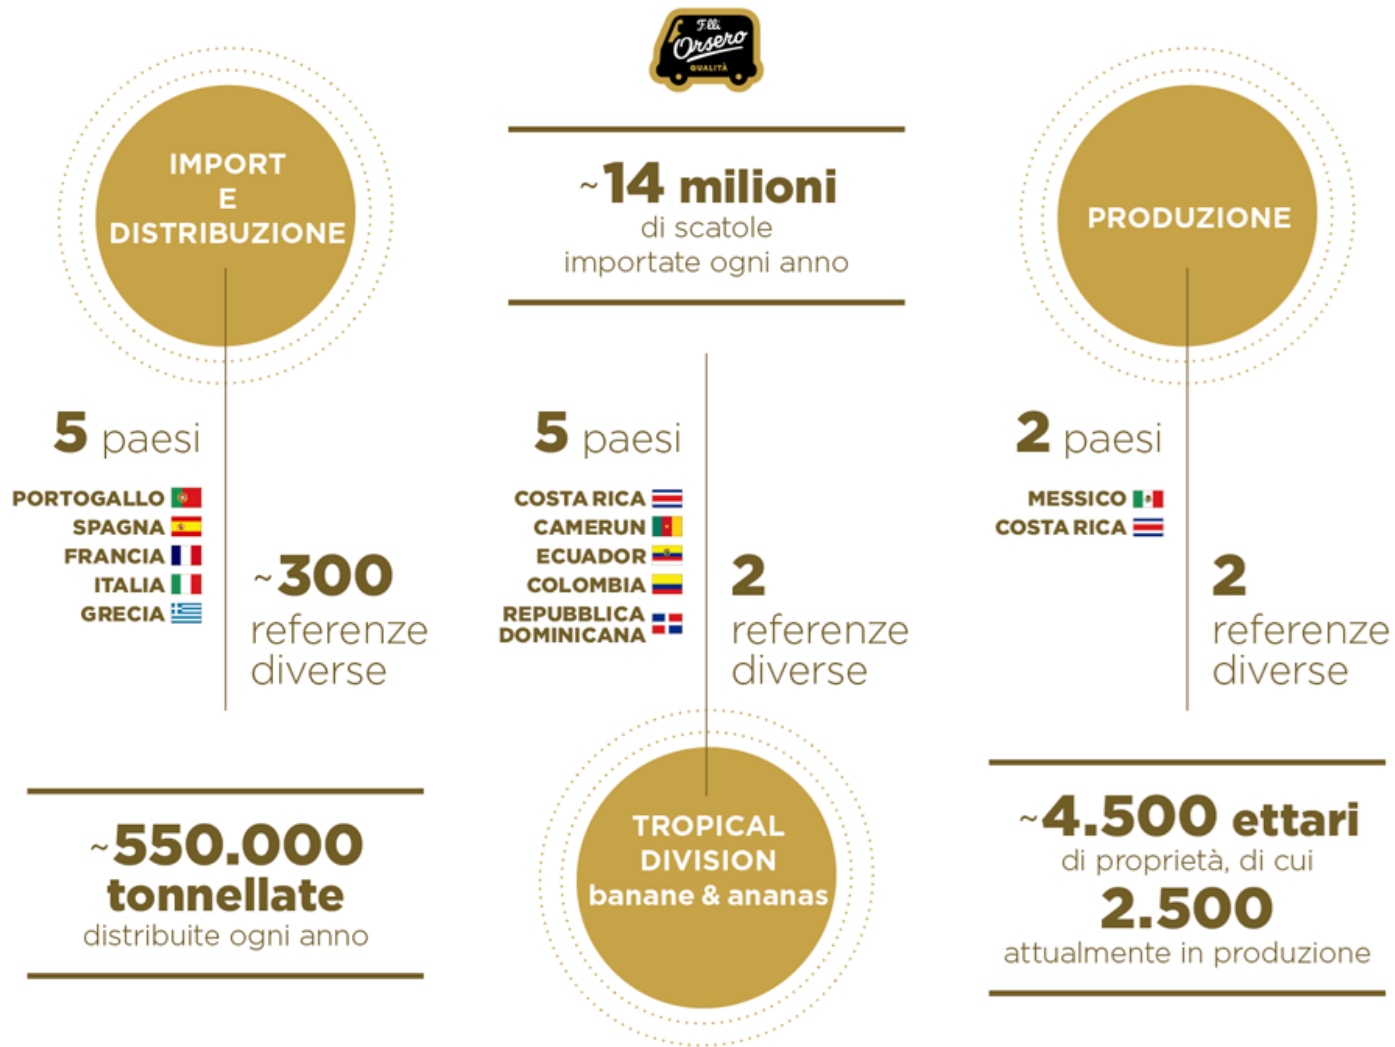 F.lli
Orsero
QUALITÀ
IMPORT
E
DISTRIBUZIONE
5 paesi
PORTOGALLO
SPAGNA
FRANCIA
ITALIA
GRECIA
~300
referenze
diverse
~550.000
tonnellate
distribuite ogni anno
~14 milioni
di scatole
importate ogni anno
5 paesi
COSTA RICA
CAMERUN
ECUADOR
COLOMBIA
REPUBBLICA
DOMINICANA
2
referenze
diverse
TROPICAL
DIVISION
banane & ananas
PRODUZIONE
2 paesi
MESSICO
COSTA RICA
2
referenze
diverse
~4.500 ettari
di proprietà, di cui
2.500
attualmente in produzione